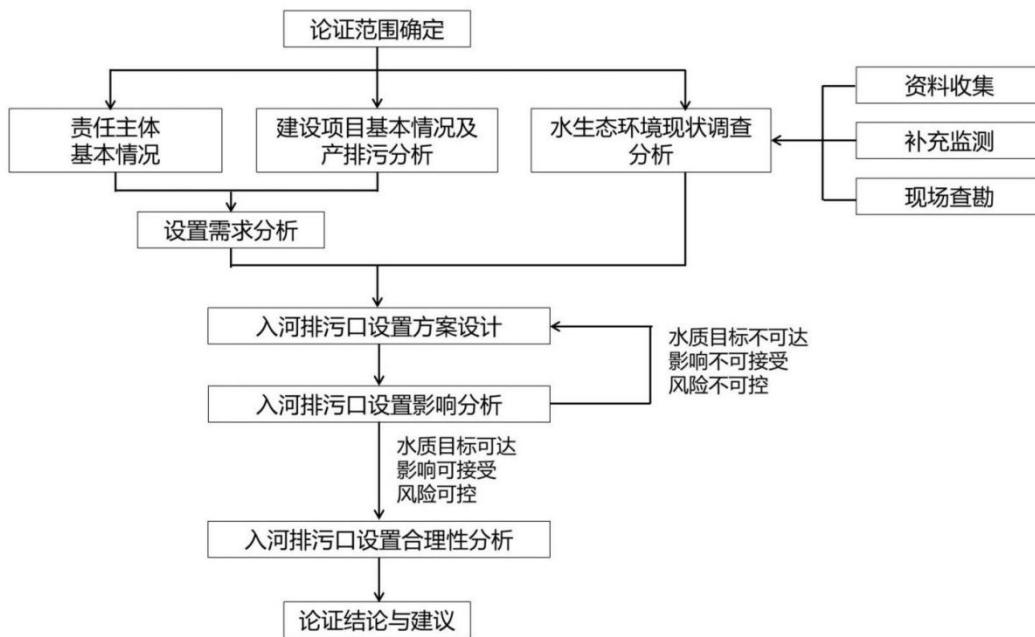 论证范围确定
责任主体
基本情况
建设项目基本情况及
产排污分析
水生态环境现状调查
分析
资料收集
补充监测
现场查勘
设置需求分析
入河排污口设置方案设计
水质目标不可达
影响不可接受
风险不可控
入河排污口设置影响分析
水质目标可达
影响可接受
风险可控
入河排污口设置合理性分析
论证结论与建议